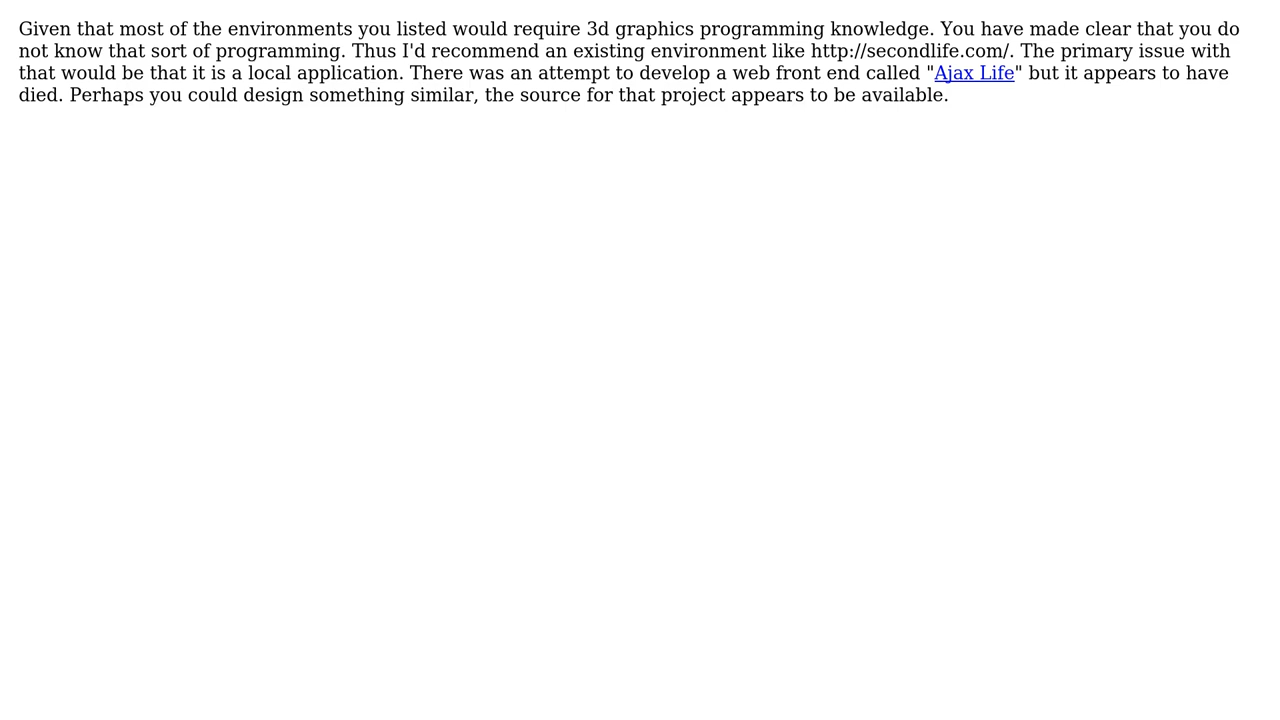 Given that most of the environments you listed would require 3d graphics programming knowledge. You have made clear that you do
not know that sort of programming. Thus I'd recommend an existing environment like http://secondlife.com/. The primary issue with
that would be that it is a local application. There was an attempt to develop a web front end called "Ajax Life" but it appears to have
died. Perhaps you could design something similar, the source for that project appears to be available.